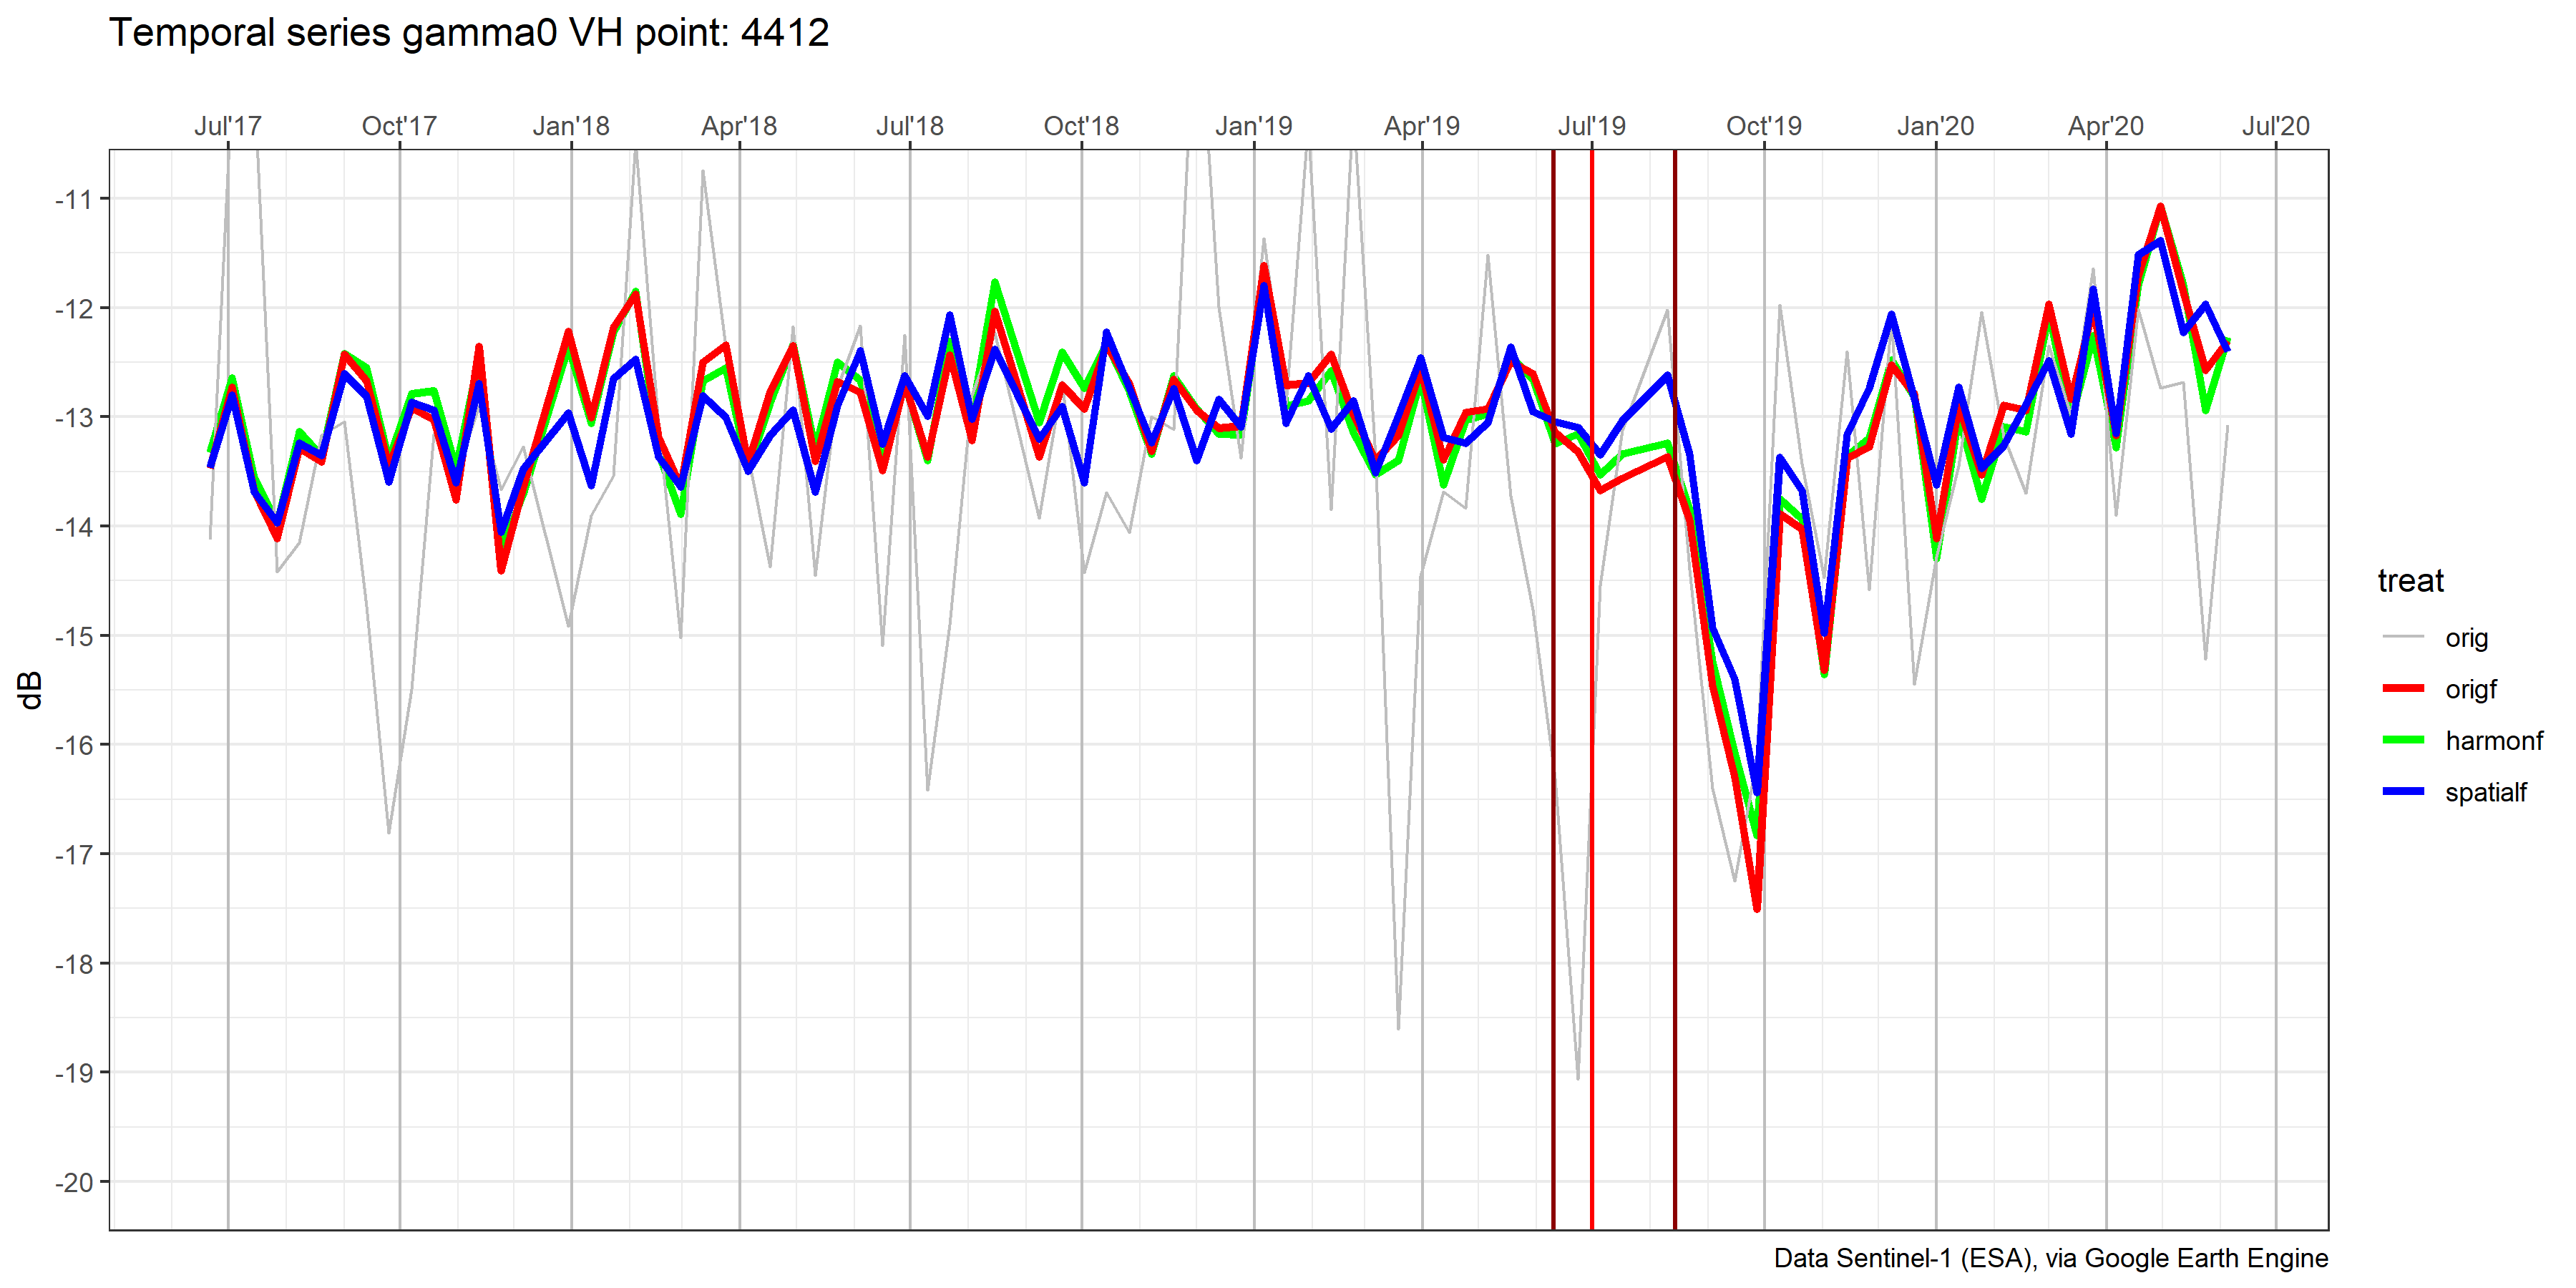 Temporal series gamma0 VH point: 4412
Jul'17 Oct'17 Jan'18 Apr'18 Jul'18 Oct'18 Jan'19 Apr'19 Jul'19 Oct'19 Jan'20 Apr'20 Jul'20
-11
-12
-13
-14
-15
-16
-17
-18
-19
-20
dB
treat
orig
origf
harmonf
spatialf
Data Sentinel-1 (ESA), via Google Earth Engine